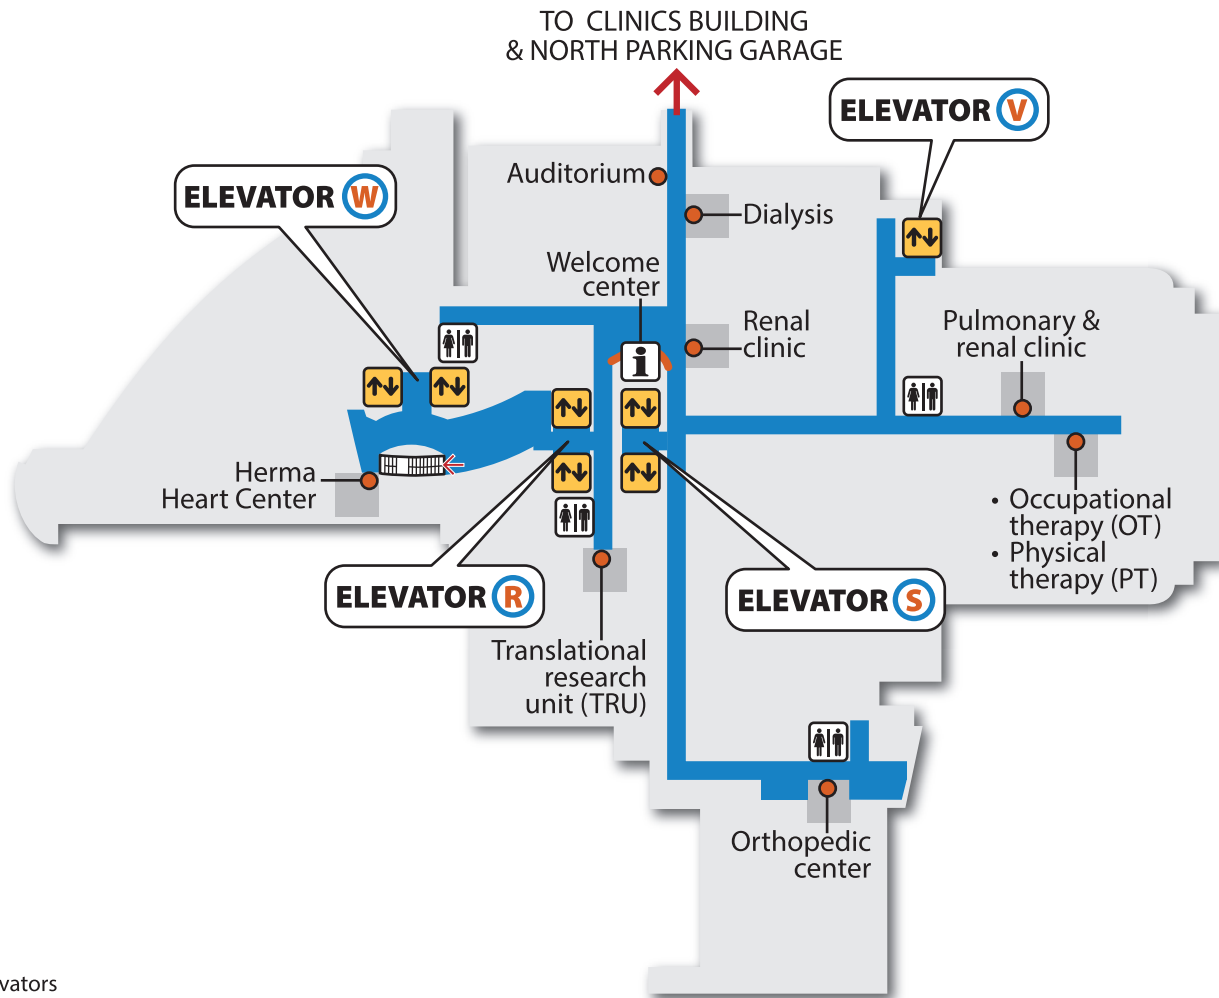 TO CLINICS BUILDING
& NORTH PARKING GARAGE
ELEVATOR V
Auditorium
ELEVATOR W
Dialysis
Welcome
center
Renal
clinic
Pulmonary &
renal clinic
Herma
Heart Center
• Occupational
therapy (OT)
• Physical
therapy (PT)
ELEVATOR R
ELEVATOR S
Translational
research
unit (TRU)
Orthopedic
center
vators